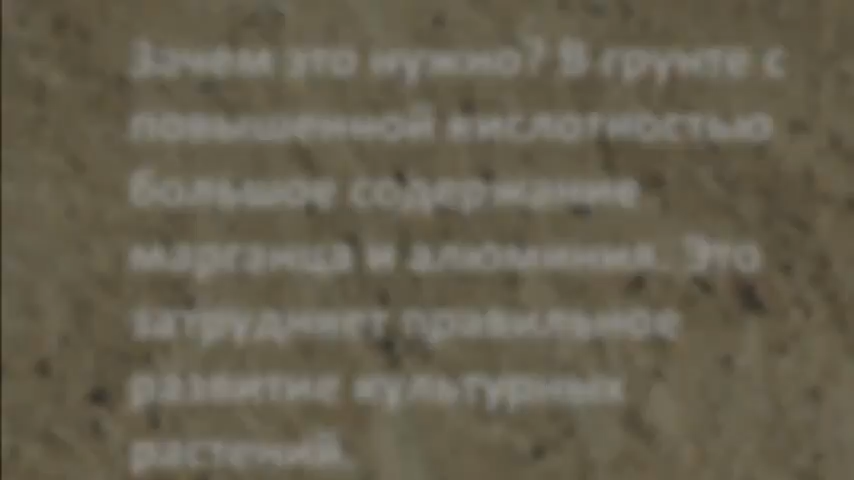 Зачем это нужно? В грунте с
повышенной кислотностью
большое содержание
марганца и алюминия. Это
затрудняет правильное
развитие культурных
растений.